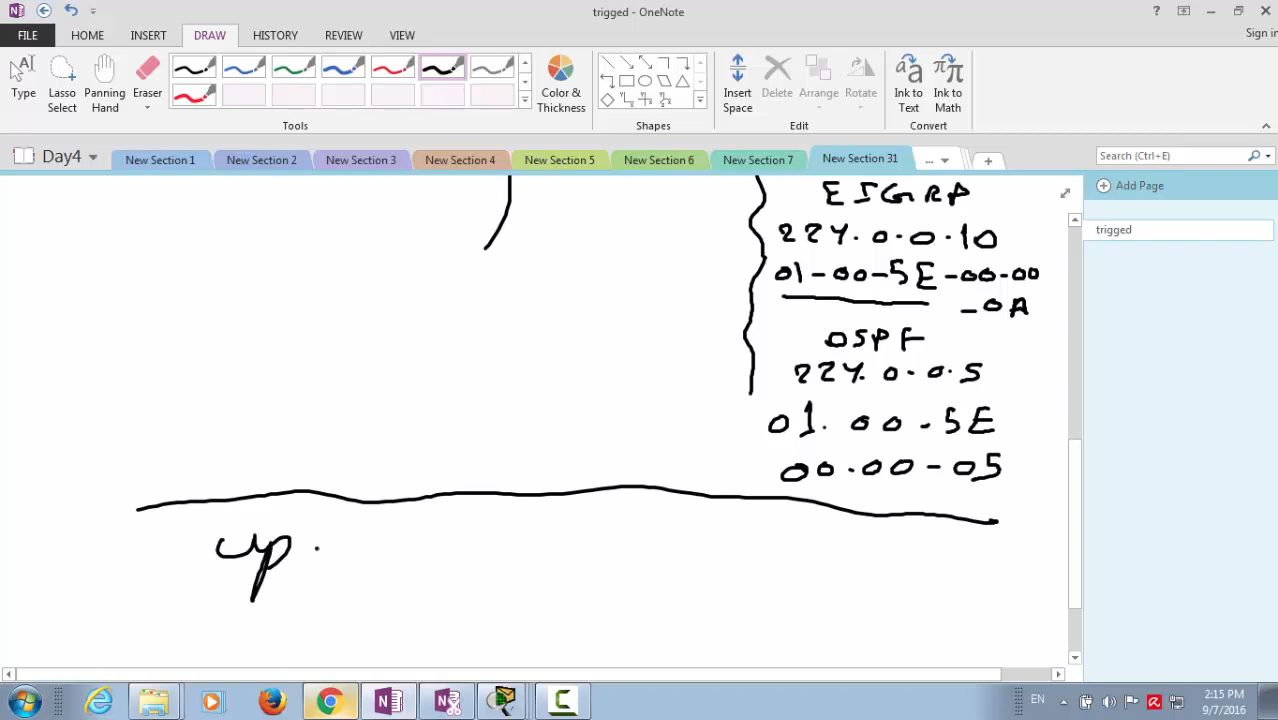 trigged - OneNote
FILE HOME INSERT DRAW HISTORY REVIEW VIEW
Sign in
Type Lasso Select Panning Hand Eraser
Color & Thickness
Insert Space Delete Arrange Rotate
Ink to Text Ink to Math
Tools Shapes Edit Convert
Day4 New Section 1 New Section 2 New Section 3 New Section 4 New Section 5 New Section 6 New Section 7 New Section 31 ...
Search (Ctrl+E)
Add Page
trigged
EIGRP
224.0.0.10
01-00-5E-00-00
-0A
OSPF
224.0.0.5
01.00-5E
00.00-05
up
EN
2:15 PM
9/7/2016